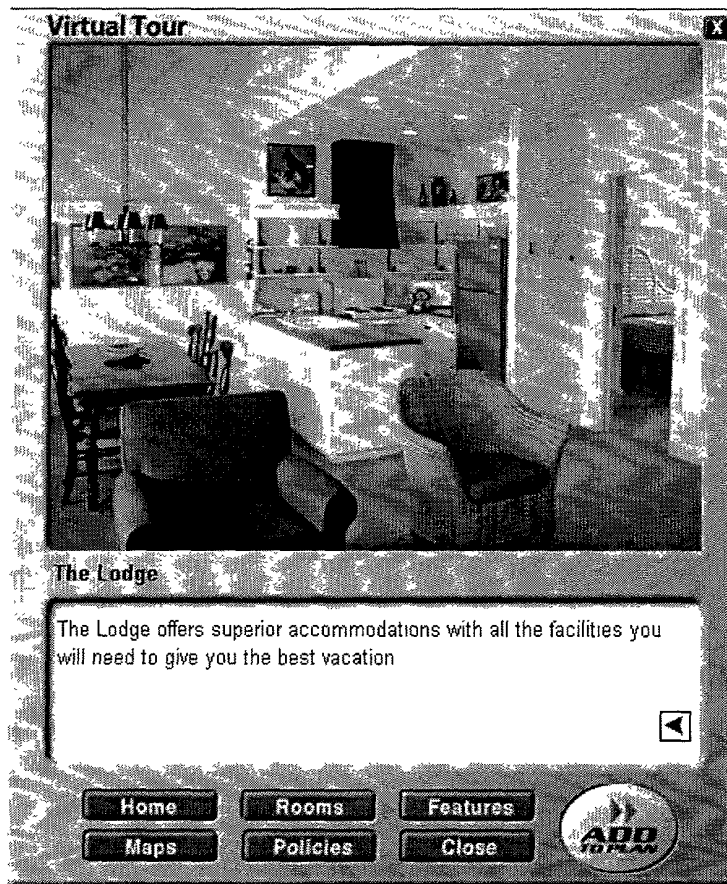 Virtual Tour
X
The Lodge
The Lodge offers superior accommodations with all the facilities you
will need to give you the best vacation
Home Rooms Features
Maps Policies Close
ADD
TO PLAN